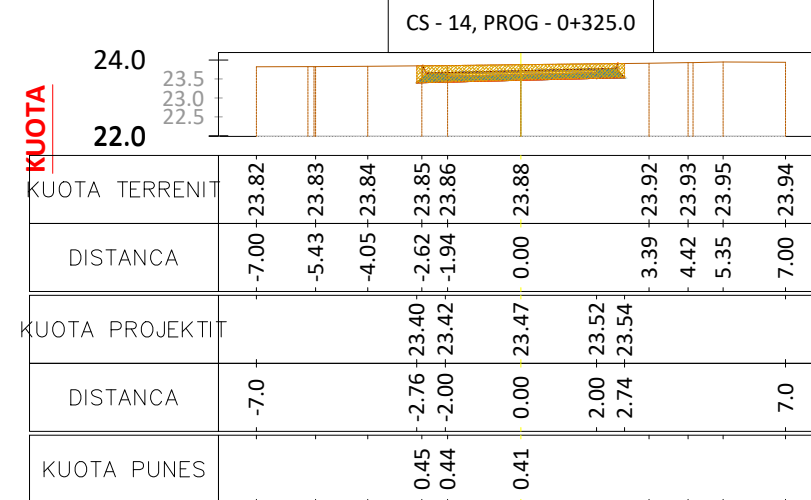 CS - 14, PROG - 0+325.0
24.0
23.5
23.0
22.5
22.0
KUOTA
KUOTA TERRENIT 23.82 23.83 23.84 23.85 23.86 23.88 23.92 23.93 23.95 23.94
DISTANCA -7.00 -5.43 -4.05 -2.62 -1.94 0.00 3.39 4.42 5.35 7.00
KUOTA PROJEKTIT 23.40 23.42 23.47 23.52 23.54
DISTANCA -7.0 -2.76 -2.00 0.00 2.00 2.74 7.0
KUOTA PUNES 0.45 0.44 0.41